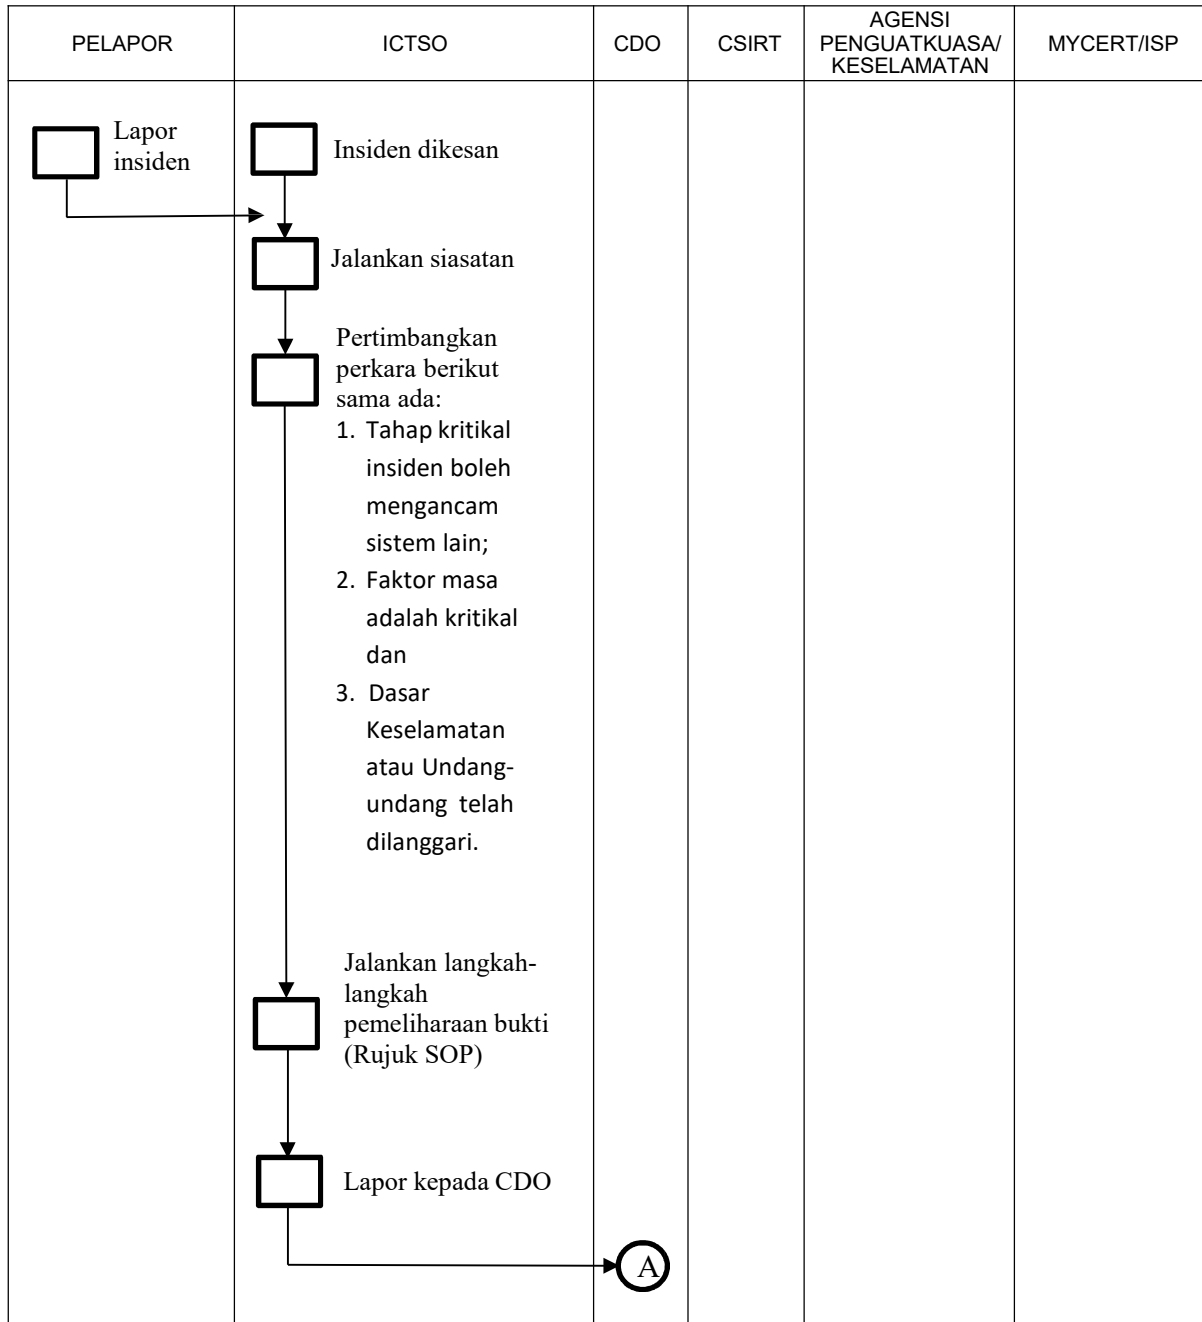 PELAPOR
ICTSO
CDO
CSIRT
AGENSI
PENGUATKUASA/
KESELAMATAN
MYCERT/ISP
Lapor
insiden
Insiden dikesan
Jalankan siasatan
Pertimbangkan
perkara berikut
sama ada:
1. Tahap kritikal
insiden boleh
mengancam
sistem lain;
2. Faktor masa
adalah kritikal
dan
3. Dasar
Keselamatan
atau Undang-
undang telah
dilanggari.
Jalankan langkah-
langkah
pemeliharaan bukti
(Rujuk SOP)
Lapor kepada CDO
A